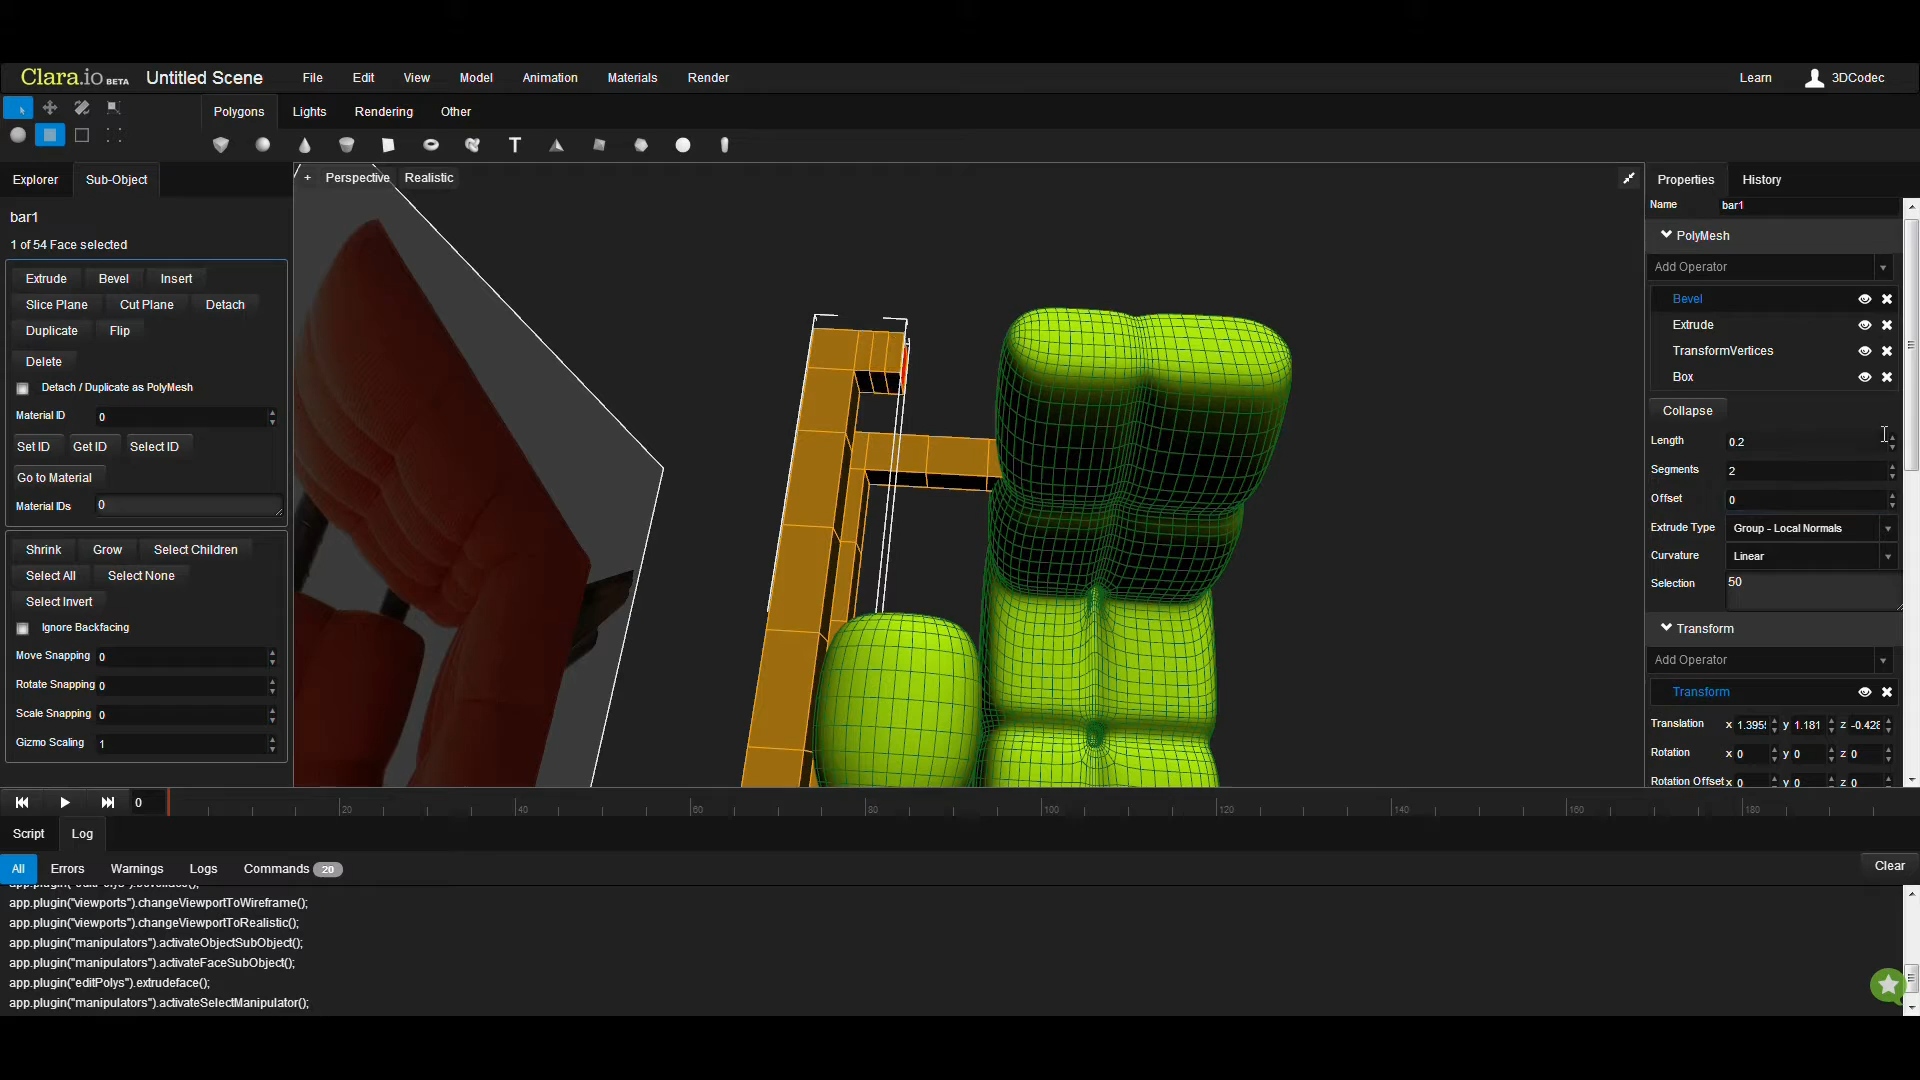 Clara.io BETA Untitled Scene File Edit View Model Animation Materials Render Learn 3DCodec
Polygons Lights Rendering Other
T
Explorer Sub-Object
+ Perspective Realistic
Properties History
bar1
1 of 54 Face selected
Extrude Bevel Insert
Slice Plane Cut Plane Detach
Duplicate Flip
Delete
Detach / Duplicate as PolyMesh
Material ID 0
Set ID Get ID Select ID
Go to Material
Material IDs 0
Shrink Grow Select Children
Select All Select None
Select Invert
Ignore Backfacing
Move Snapping 0
Rotate Snapping 0
Scale Snapping 0
Gizmo Scaling 1
Name bar1
PolyMesh
Add Operator
Bevel
Extrude
TransformVertices
Box
Collapse
Length 0.2
Segments 2
Offset 0
Extrude Type Group - Local Normals
Curvature Linear
Selection 50
Transform
Add Operator
Transform
Translation x 1.395 y 1.181 z -0.428
Rotation x 0 y 0 z 0
Rotation Offset x 0 y 0 z 0
0 20 40 60 80 100 120 140 160 180
Script Log
All Errors Warnings Logs Commands 20 Clear
app.plugin("editPolys").bevelface();
app.plugin("viewports").changeViewportToWireframe();
app.plugin("viewports").changeViewportToRealistic();
app.plugin("manipulators").activateObjectSubObject();
app.plugin("manipulators").activateFaceSubObject();
app.plugin("editPolys").extrudeface();
app.plugin("manipulators").activateSelectManipulator();